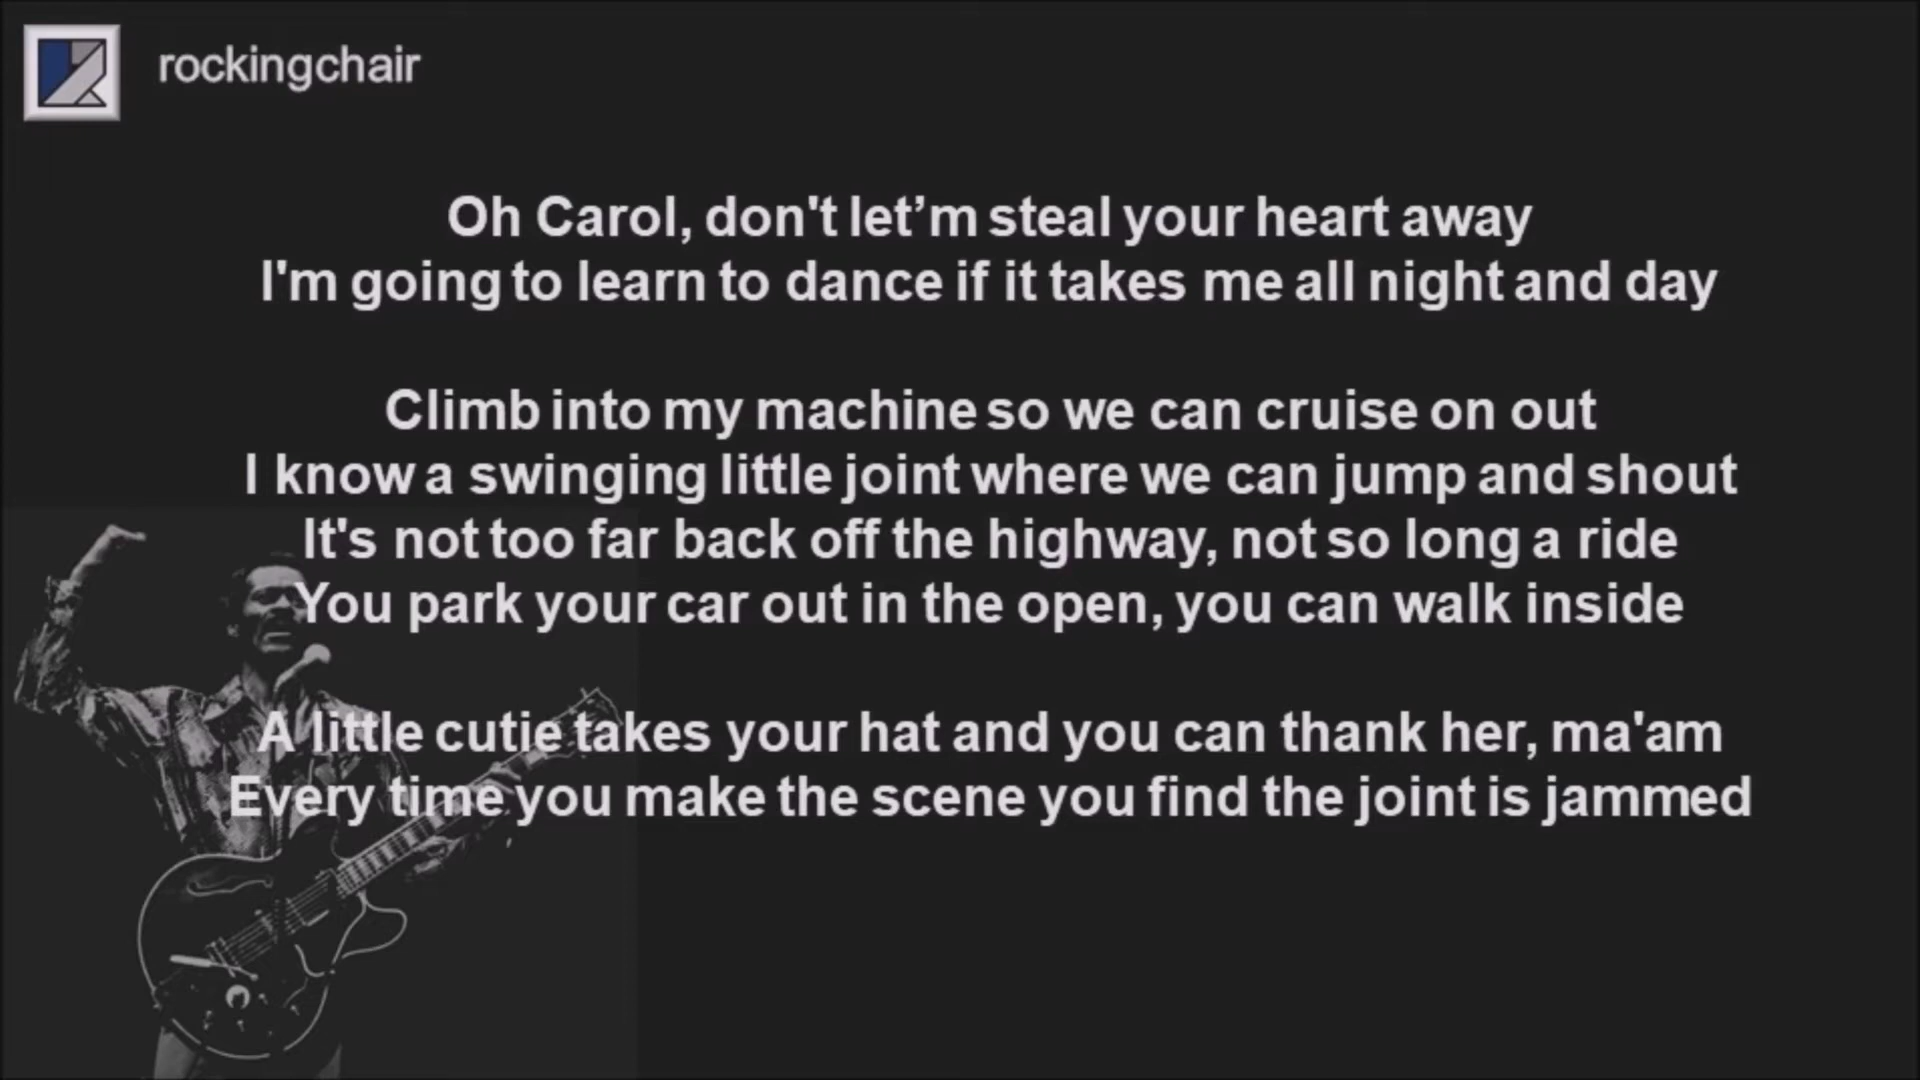 rockingchair
Oh Carol, don't let’m steal your heart away
I'm going to learn to dance if it takes me all night and day
Climb into my machine so we can cruise on out
I know a swinging little joint where we can jump and shout
It's not too far back off the highway, not so long a ride
You park your car out in the open, you can walk inside
A little cutie takes your hat and you can thank her, ma'am
Every time you make the scene you find the joint is jammed